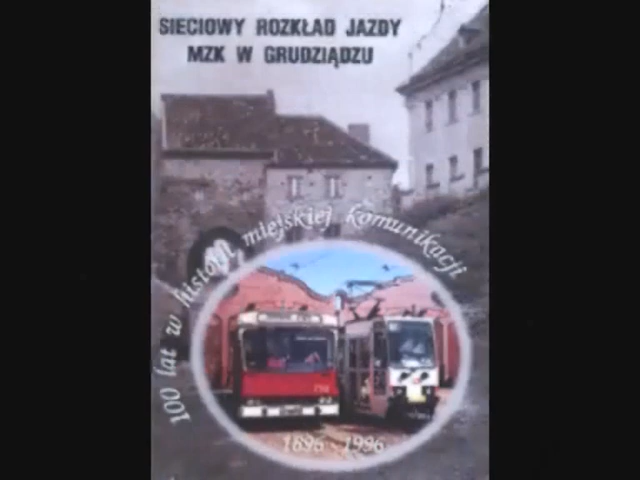 SIECIOWY ROZKŁAD JAZDY
MZK W GRUDZIĄDZU
100 lat w historii miejskiej komunikacji
1896 - 1996